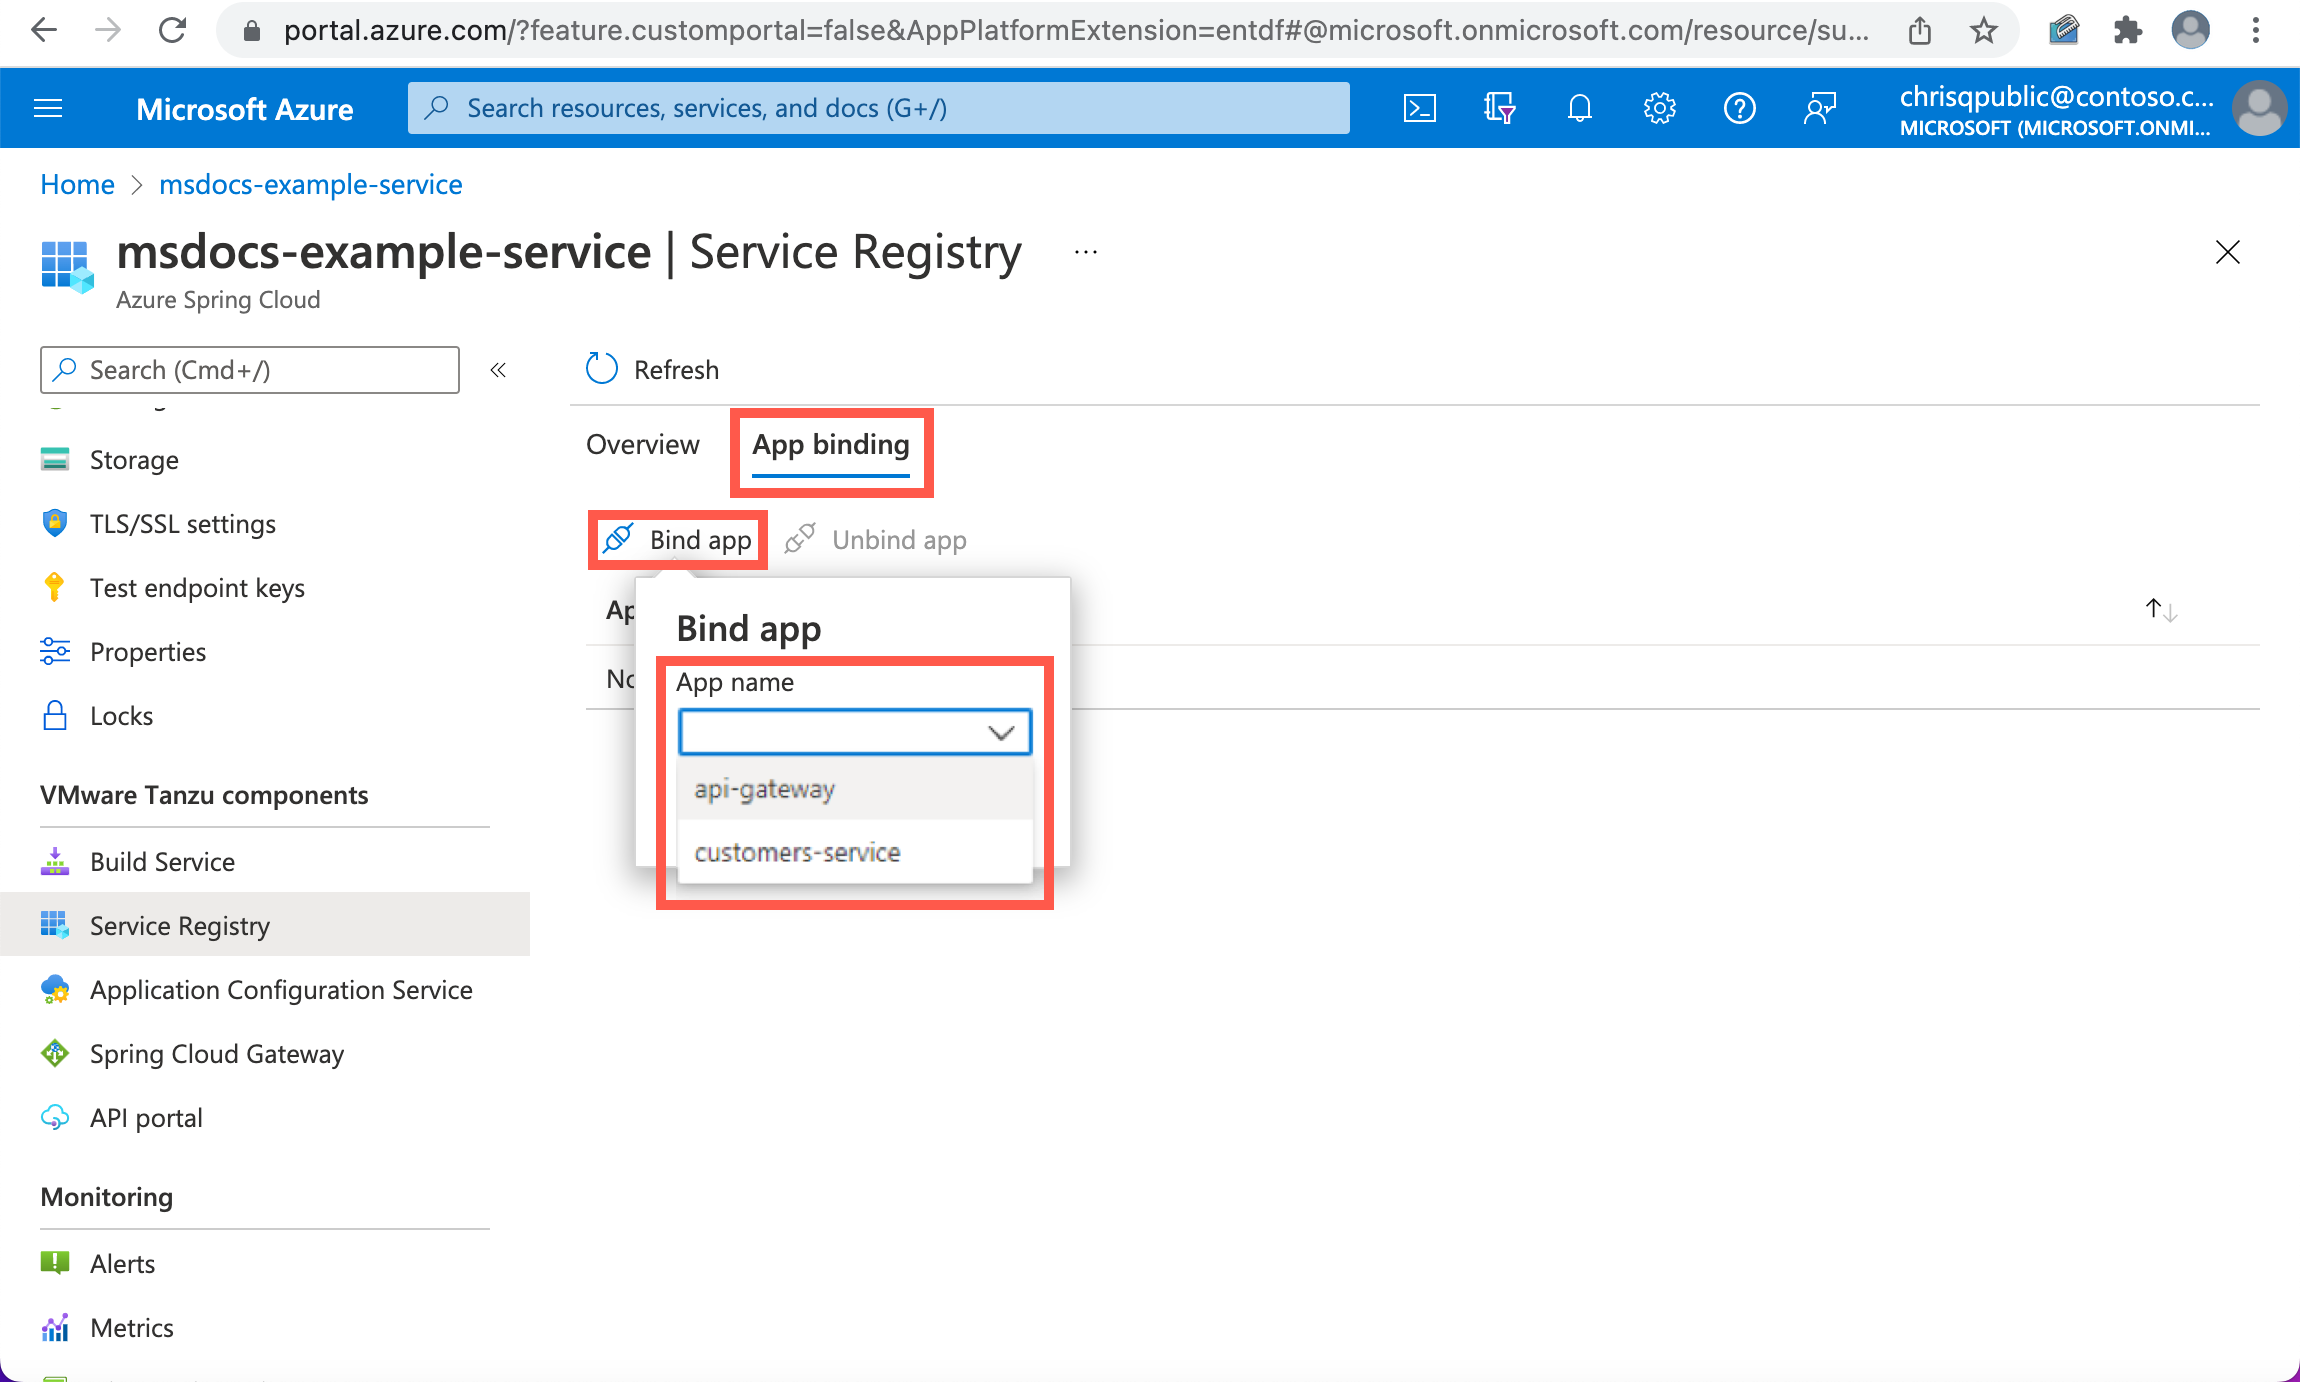 portal.azure.com/?feature.customportal=false&AppPlatformExtension=entdf#@microsoft.onmicrosoft.com/resource/su...
Microsoft Azure
Search resources, services, and docs (G+/)
chrisqpublic@contoso.c...
MICROSOFT (MICROSOFT.ONMI...
Home > msdocs-example-service
msdocs-example-service | Service Registry ...
Azure Spring Cloud
Search (Cmd+/)
«
Refresh
Storage
TLS/SSL settings
Test endpoint keys
Properties
Locks
VMware Tanzu components
Build Service
Service Registry
Application Configuration Service
Spring Cloud Gateway
API portal
Monitoring
Alerts
Metrics
Overview
App binding
Bind app
Unbind app
Ap
No
Bind app
App name
api-gateway
customers-service